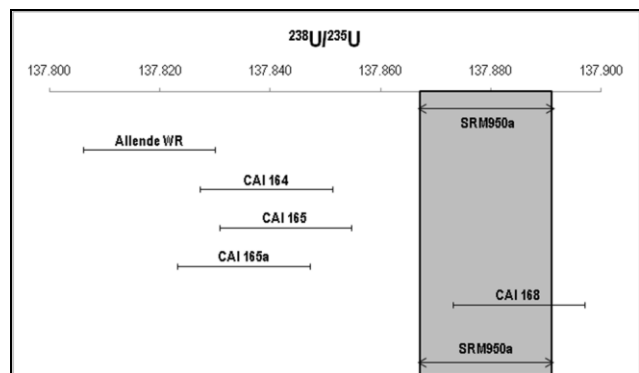 ²³⁸U/²³⁵U
137.800 137.820 137.840 137.860 137.880 137.900
SRM950a
Allende WR
CAI 164
CAI 165
CAI 165a
CAI 168
SRM950a